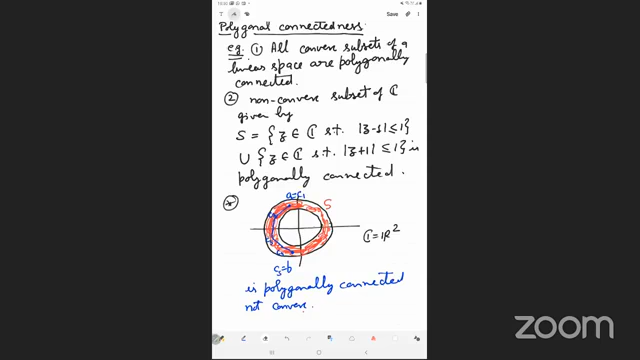 Save
Polygonal connectedness:
eg: ① All convex subsets of a
linear space are polygonally
connected.
② non-convex subset of ℂ
given by
S = { z ∈ ℂ s.t. |z-1| ≤ 1 }
U { z ∈ ℂ s.t. |z+1| ≤ 1 } is
polygonally connected.
a=c₁
S
ℂ = ℝ²
=b
is polygonally connected
not convex.
zoom